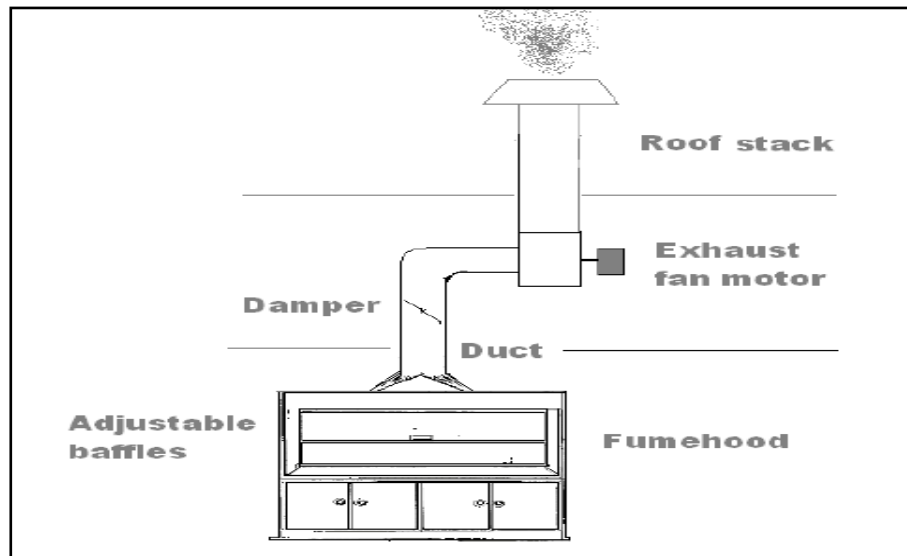 Roof stack
Exhaust
fan motor
Damper
Duct
Adjustable
baffles
Fumehood